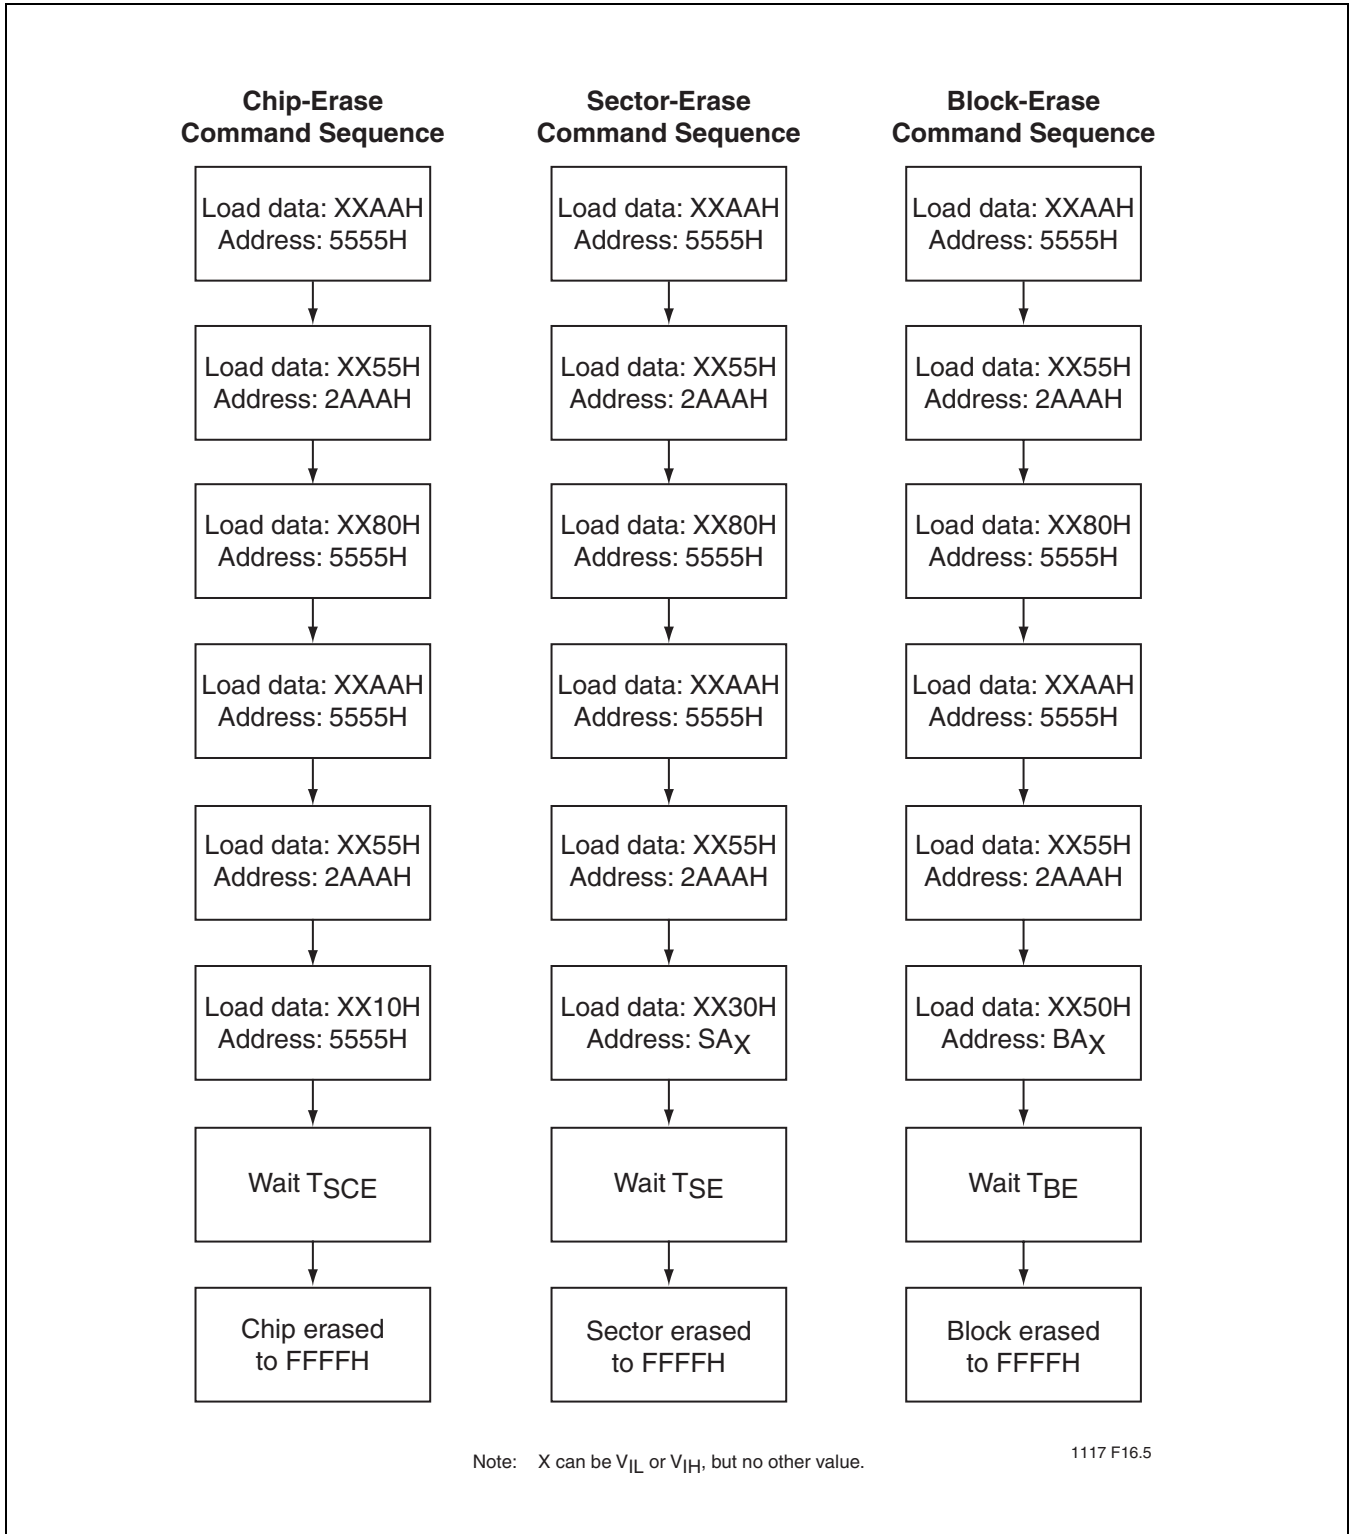 Chip-Erase
Command Sequence
Load data: XXAAH
Address: 5555H
Load data: XX55H
Address: 2AAAH
Load data: XX80H
Address: 5555H
Load data: XXAAH
Address: 5555H
Load data: XX55H
Address: 2AAAH
Load data: XX10H
Address: 5555H
Wait TSCE
Chip erased
to FFFFH
Sector-Erase
Command Sequence
Load data: XXAAH
Address: 5555H
Load data: XX55H
Address: 2AAAH
Load data: XX80H
Address: 5555H
Load data: XXAAH
Address: 5555H
Load data: XX55H
Address: 2AAAH
Load data: XX30H
Address: SAX
Wait TSE
Sector erased
to FFFFH
Block-Erase
Command Sequence
Load data: XXAAH
Address: 5555H
Load data: XX55H
Address: 2AAAH
Load data: XX80H
Address: 5555H
Load data: XXAAH
Address: 5555H
Load data: XX55H
Address: 2AAAH
Load data: XX50H
Address: BAX
Wait TBE
Block erased
to FFFFH
Note: X can be VIL or VIH, but no other value.
1117 F16.5